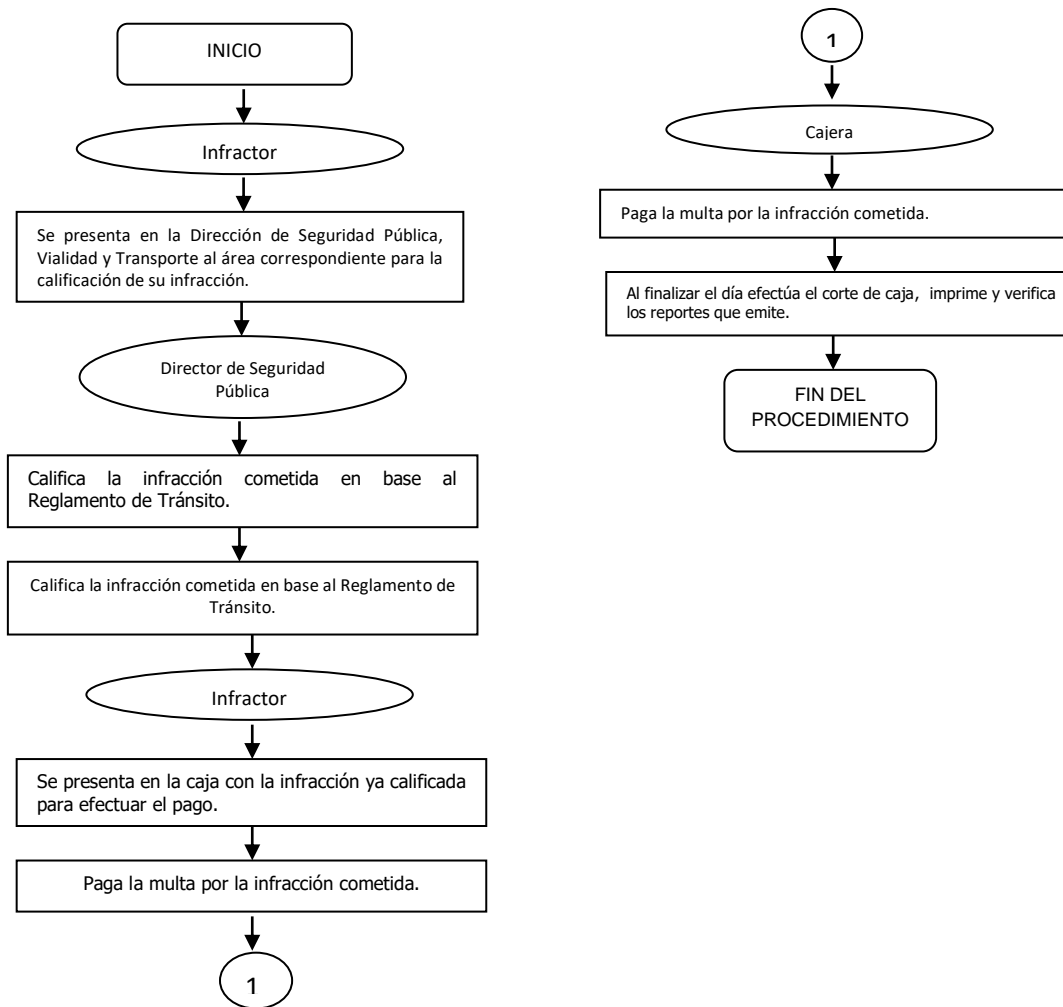 INICIO
Infractor
Se presenta en la Dirección de Seguridad Pública,
Vialidad y Transporte al área correspondiente para la
calificación de su infracción.
Director de Seguridad
Pública
Califica la infracción cometida en base al
Reglamento de Tránsito.
Califica la infracción cometida en base al Reglamento de
Tránsito.
Infractor
Se presenta en la caja con la infracción ya calificada
para efectuar el pago.
Paga la multa por la infracción cometida.
1
1
Cajera
Paga la multa por la infracción cometida.
Al finalizar el día efectúa el corte de caja, imprime y verifica
los reportes que emite.
FIN DEL
PROCEDIMIENTO